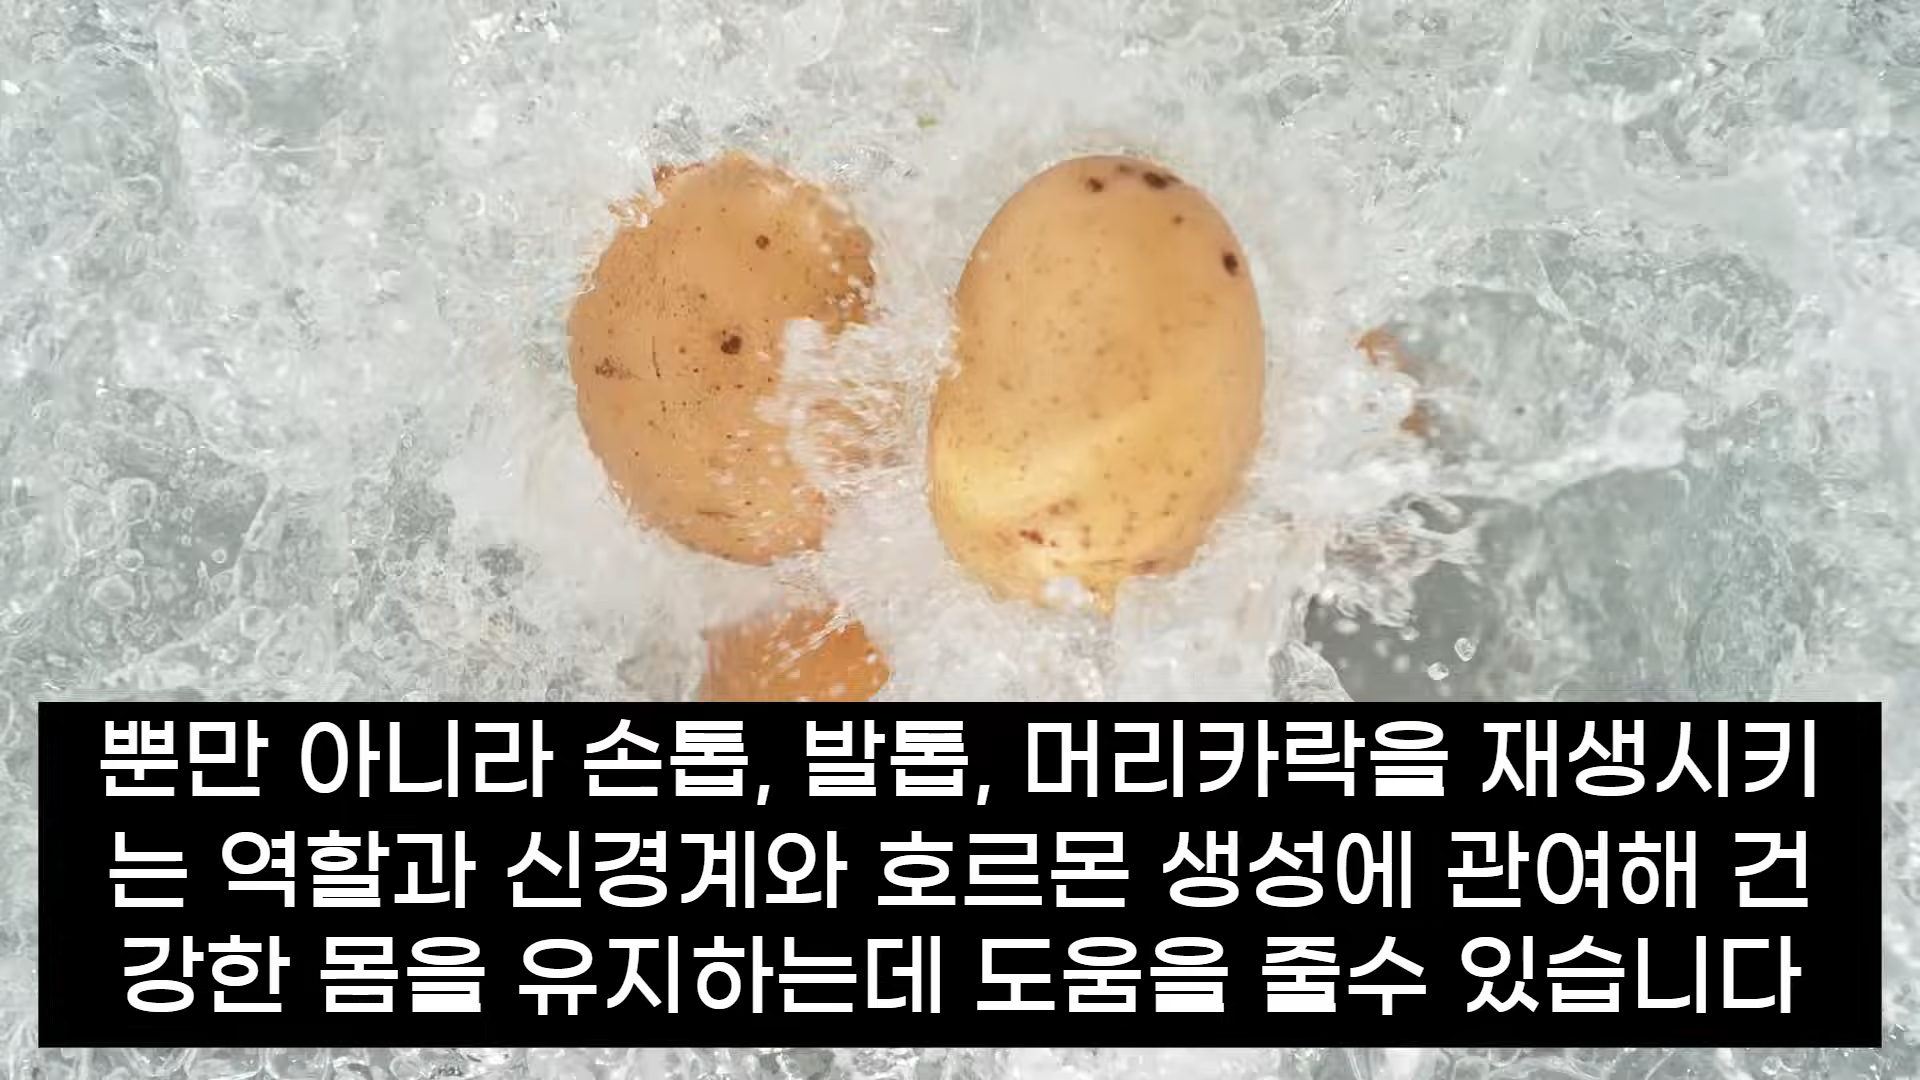 뿐만 아니라 손톱, 발톱, 머리카락을 재생시키
는 역할과 신경계와 호르몬 생성에 관여해 건
강한 몸을 유지하는데 도움을 줄수 있습니다